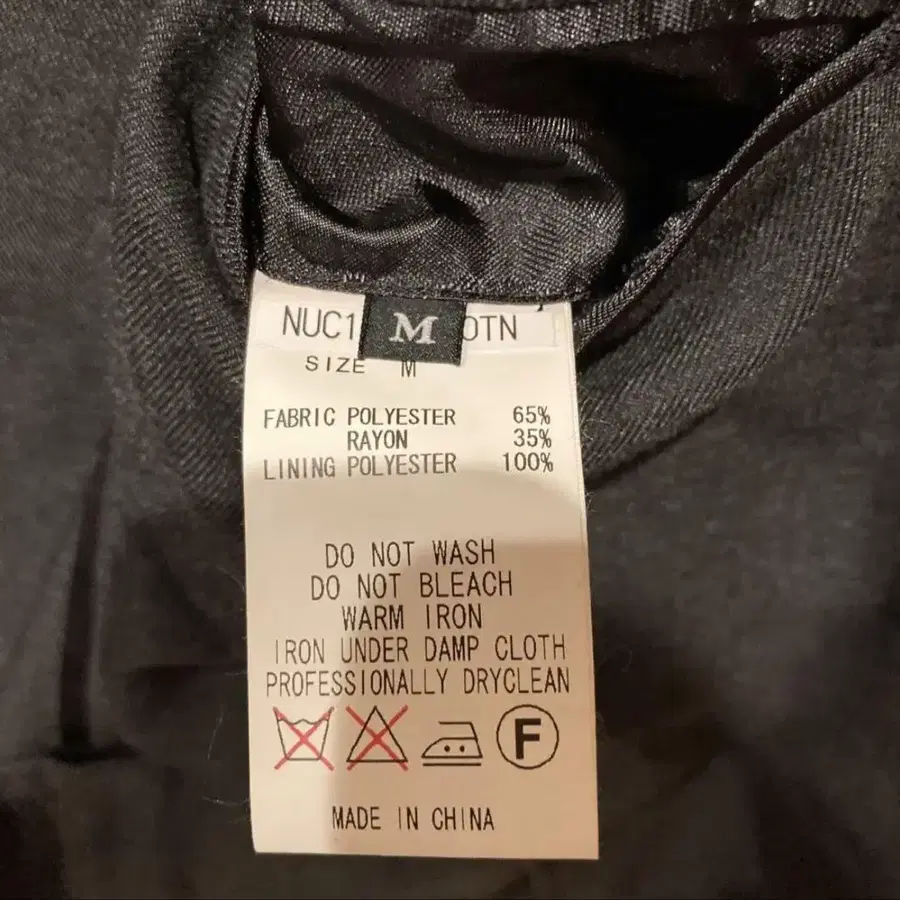 NUC1 M OTN
SIZE M
FABRIC POLYESTER 65%
RAYON 35%
LINING POLYESTER 100%
DO NOT WASH
DO NOT BLEACH
WARM IRON
IRON UNDER DAMP CLOTH
PROFESSIONALLY DRYCLEAN
F
MADE IN CHINA